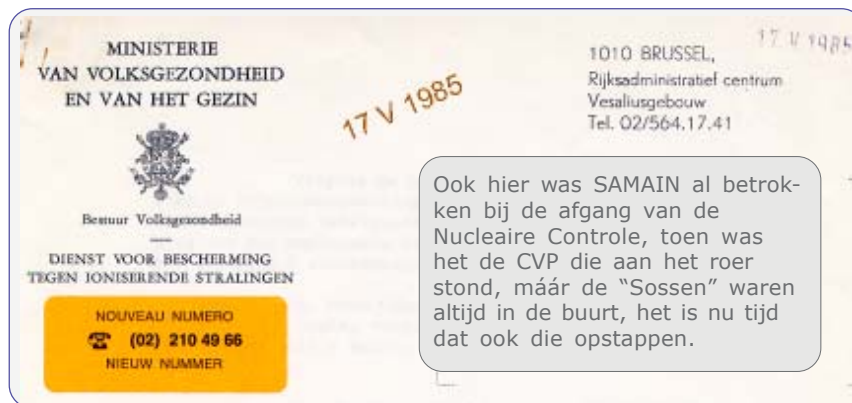 MINISTERIE
VAN VOLKSGEZONDHEID
EN VAN HET GEZIN
Bestuur Volksgezondheid
DIENST VOOR BESCHERMING
TEGEN IONISERENDE STRALINGEN
NOUVEAU NUMERO
☎ (02) 210 49 66
NIEUW NUMMER
17 V 1985
17 V 1985
1010 BRUSSEL,
Rijksadministratief centrum
Vesaliusgebouw
Tel. 02/564.17.41
Ook hier was SAMAIN al betrok-
ken bij de afgang van de
Nucleaire Controle, toen was
het de CVP die aan het roer
stond, máár de “Sossen” waren
altijd in de buurt, het is nu tijd
dat ook die opstappen.